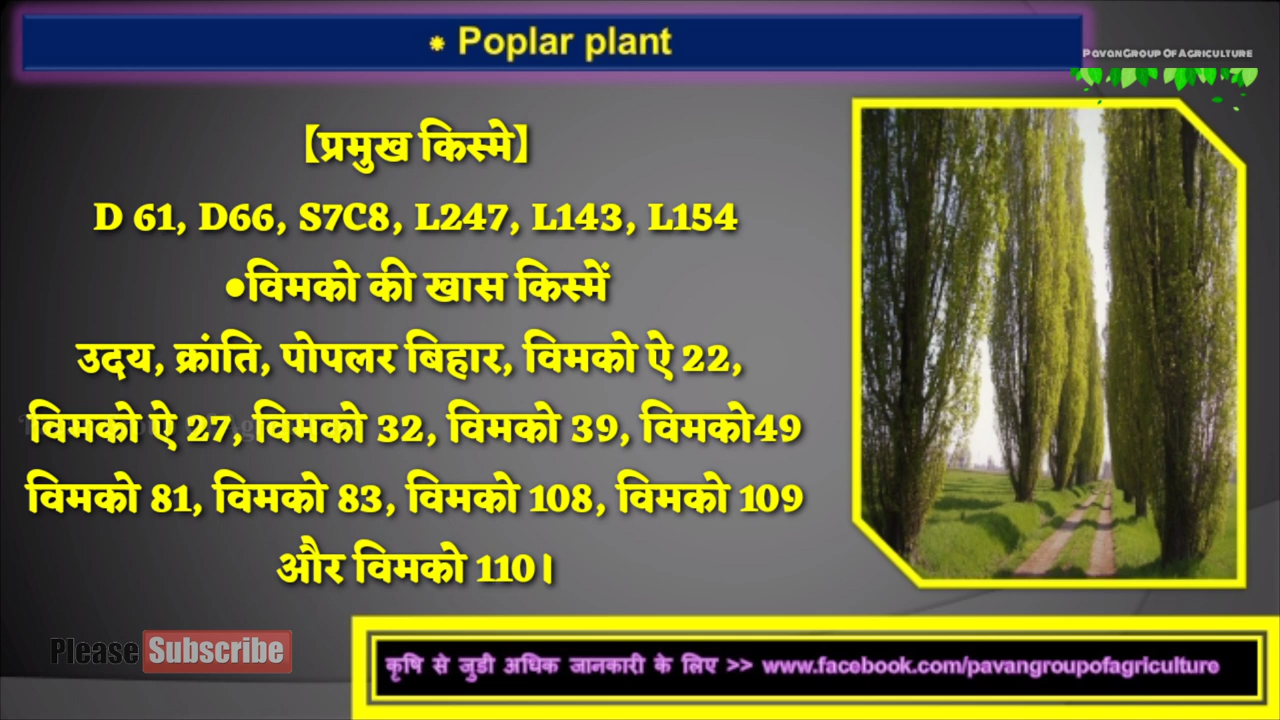 ⁕ Poplar plant
PavanGroup Of Agriculture
【प्रमुख किस्मे】
D 61, D66, S7C8, L247, L143, L154
●विमको की खास किस्में
उदय, क्रांति, पोपलर बिहार, विमको ऐ 22,
विमको ऐ 27, विमको 32, विमको 39, विमको49
विमको 81, विमको 83, विमको 108, विमको 109
और विमको 110।
Please Subscribe
कृषि से जुडी अधिक जानकारी के लिए >> www.facebook.com/pavangroupofagriculture